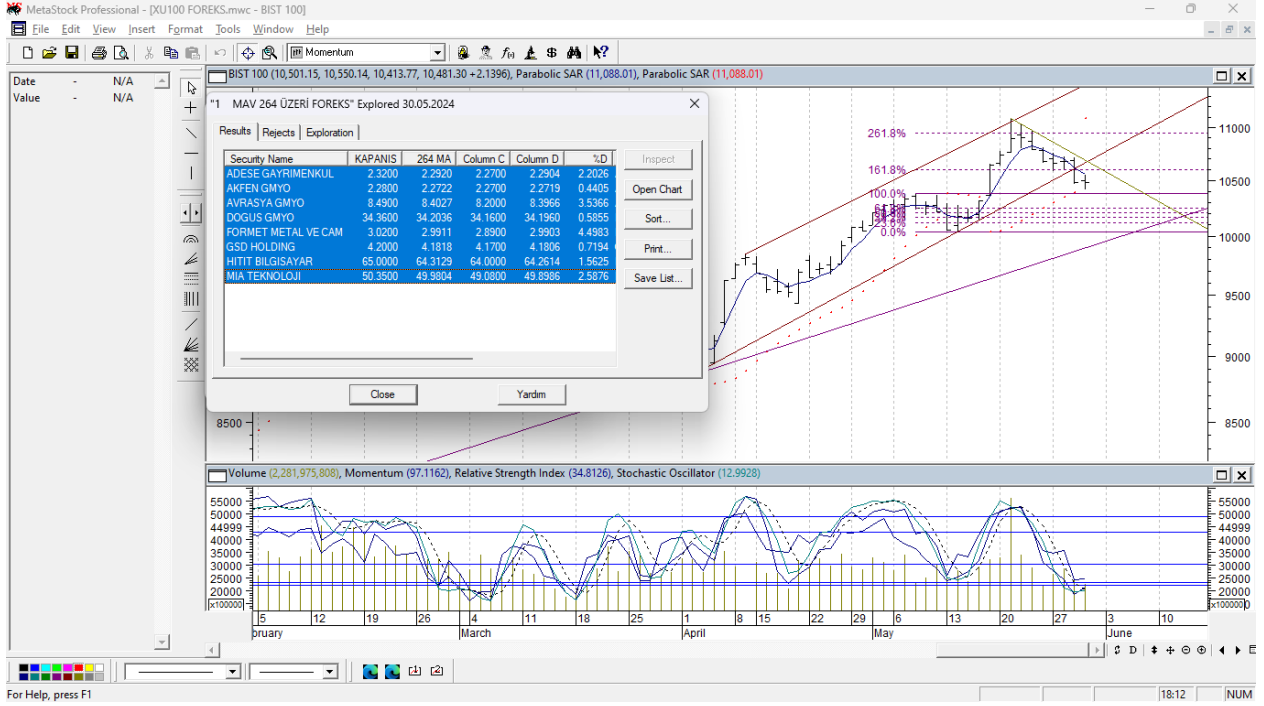 MetaStock Professional - [XU100 FOREKS.mwc - BIST 100]
File Edit View Insert Format Tools Window Help
Momentum
Date - N/A
Value - N/A
BIST 100 (10,501.15, 10,550.14, 10,413.77, 10,481.30 +2.1396), Parabolic SAR (11,088.01), Parabolic SAR (11,088.01)
"1 MAV 264 ÜZERİ FOREKS" Explored 30.05.2024
Results Rejects Exploration
Security Name KAPANIS 264 MA Column C Column D %D
ADESE GAYRIMENKUL 2.3200 2.2920 2.2700 2.2904 2.2026
AKFEN GMYO 2.2800 2.2722 2.2700 2.2719 0.4405
AVRASYA GMYO 8.4900 8.4027 8.2000 8.3966 3.5366
DOGUS GMYO 34.3600 34.2036 34.1600 34.1960 0.5855
FORMET METAL VE CAM 3.0200 2.9911 2.8900 2.9903 4.4983
GSD HOLDING 4.2000 4.1818 4.1700 4.1806 0.7194
HITIT BILGISAYAR 65.0000 64.3129 64.0000 64.2614 1.5625
MIA TEKNOLOJI 50.3500 49.9804 49.0800 49.8986 2.5876
Inspect
Open Chart
Sort...
Print...
Save List...
Close Yardım
261.8%
161.8%
100.0%
0.0%
11000
10500
10000
9500
9000
8500 8500
Volume (2,281,975,808), Momentum (97.1162), Relative Strength Index (34.8126), Stochastic Oscillator (12.9928)
55000 55000
50000 50000
44999 44999
40000 40000
35000 35000
30000 30000
25000 25000
20000 20000
x100000 x100000
5 12 19 26 4 11 18 25 1 8 15 22 29 6 13 20 27 3 10
bruary March April May June
D
For Help, press F1
18:12 NUM